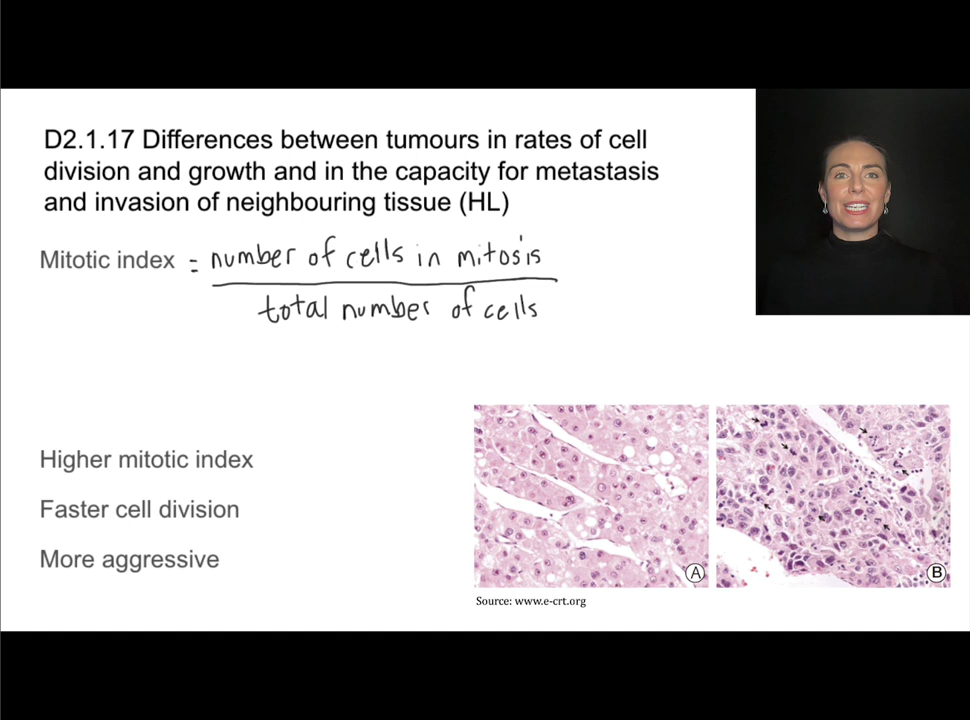 D2.1.17 Differences between tumours in rates of cell
division and growth and in the capacity for metastasis
and invasion of neighbouring tissue (HL)
Mitotic index = number of cells in mitosis
total number of cells
Higher mitotic index
Faster cell division
More aggressive
A
B
Source: www.e-crt.org